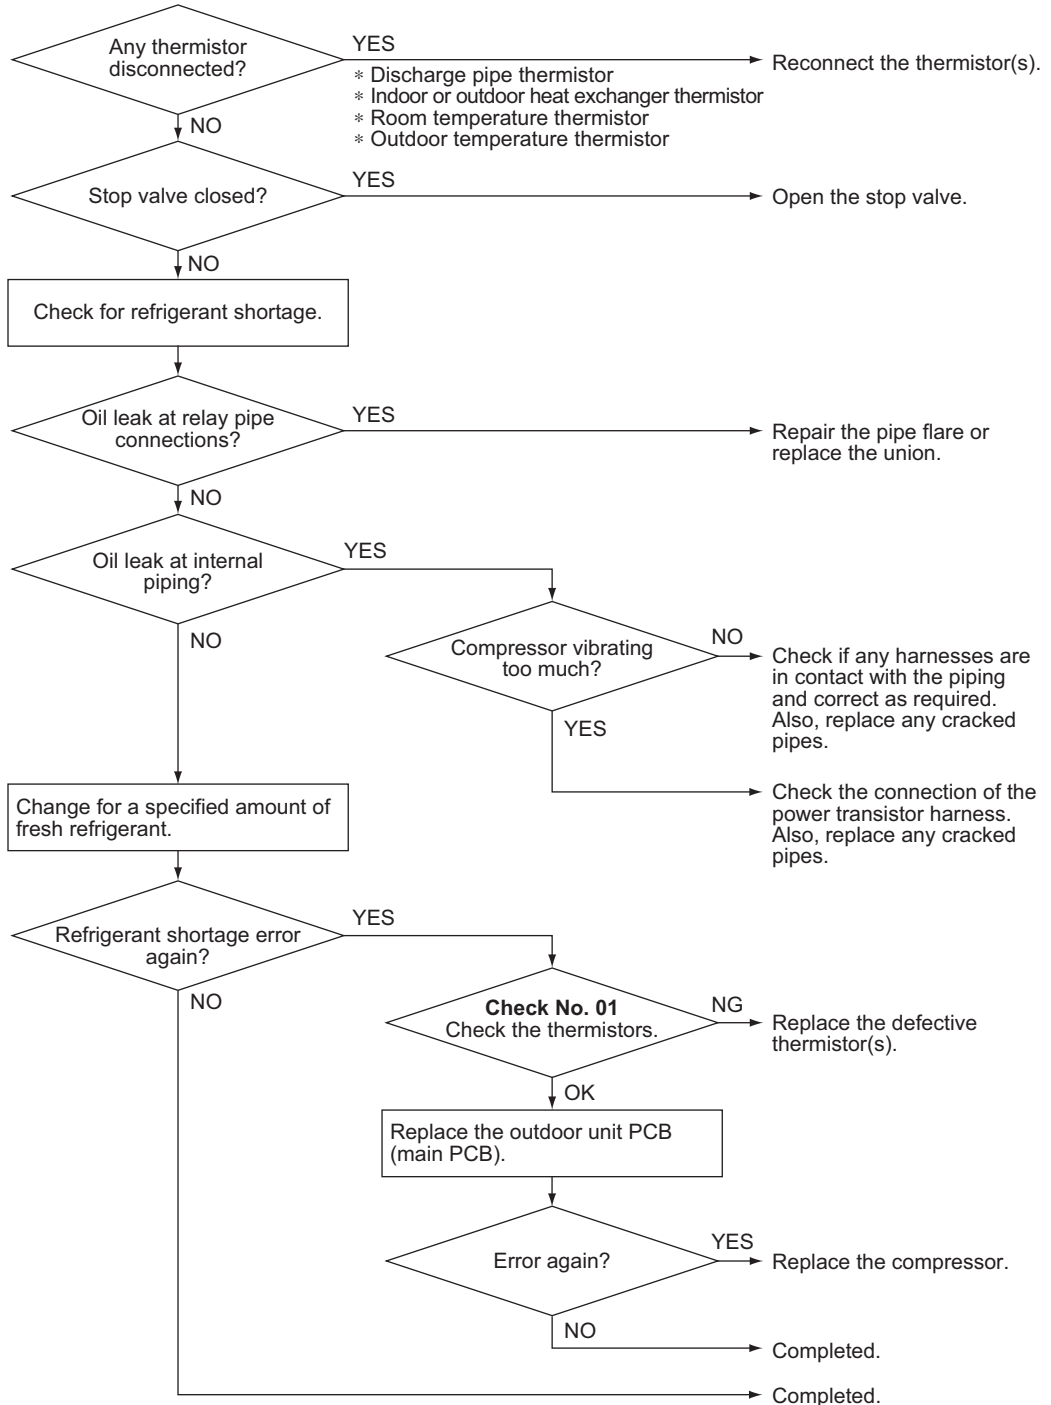 Any thermistor
disconnected?
YES
* Discharge pipe thermistor
* Indoor or outdoor heat exchanger thermistor
* Room temperature thermistor
* Outdoor temperature thermistor
Reconnect the thermistor(s).
NO
Stop valve closed?
YES
Open the stop valve.
NO
Check for refrigerant shortage.
Oil leak at relay pipe
connections?
YES
Repair the pipe flare or
replace the union.
NO
Oil leak at internal
piping?
YES
NO
Compressor vibrating
too much?
NO
Check if any harnesses are
in contact with the piping
and correct as required.
Also, replace any cracked
pipes.
YES
Check the connection of the
power transistor harness.
Also, replace any cracked
pipes.
Change for a specified amount of
fresh refrigerant.
Refrigerant shortage error
again?
YES
NO
Check No. 01
Check the thermistors.
NG
Replace the defective
thermistor(s).
OK
Replace the outdoor unit PCB
(main PCB).
Error again?
YES
Replace the compressor.
NO
Completed.
Completed.